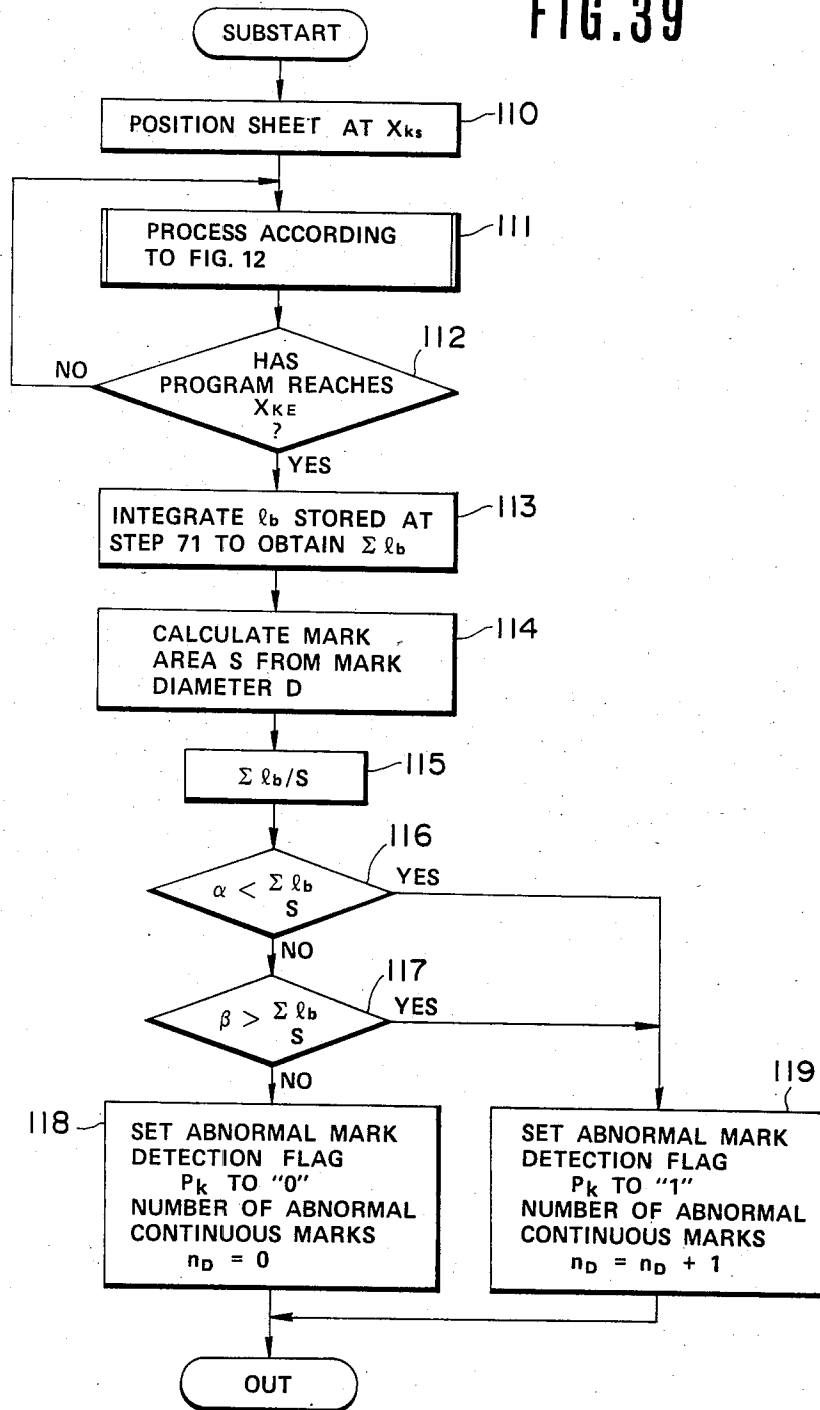 FIG.39
SUBSTART
POSITION SHEET AT Xks
110
PROCESS ACCORDING
TO FIG. 12
111
112
HAS
PROGRAM REACHES
XKE
?
NO
YES
INTEGRATE ℓb STORED AT
STEP 71 TO OBTAIN Σ ℓb
113
CALCULATE MARK
AREA S FROM MARK
DIAMETER D
114
Σ ℓb/S
115
116
α < Σ ℓb
S
YES
NO
117
β > Σ ℓb
S
YES
NO
118
SET ABNORMAL MARK
DETECTION FLAG
Pk TO "0"
NUMBER OF ABNORMAL
CONTINUOUS MARKS
nD = 0
119
SET ABNORMAL MARK
DETECTION FLAG
Pk TO "1"
NUMBER OF ABNORMAL
CONTINUOUS MARKS
nD = nD + 1
OUT